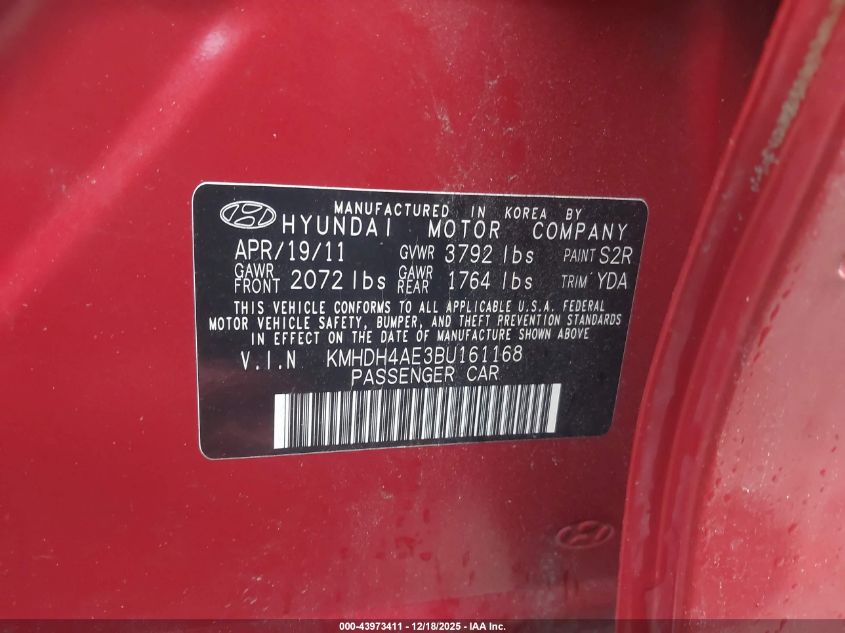 MANUFACTURED IN KOREA BY
HYUNDAI MOTOR COMPANY
APR/19/11 GVWR 3792 lbs PAINT S2R
GAWR FRONT 2072 lbs GAWR REAR 1764 lbs TRIM YDA
THIS VEHICLE CONFORMS TO ALL APPLICABLE U.S.A. FEDERAL
MOTOR VEHICLE SAFETY, BUMPER, AND THEFT PREVENTION STANDARDS
IN EFFECT ON THE DATE OF MANUFACTURE SHOWN ABOVE
V.I.N KMHDH4AE3BU161168
PASSENGER CAR
000-43973411 - 12/18/2025 - IAA Inc.